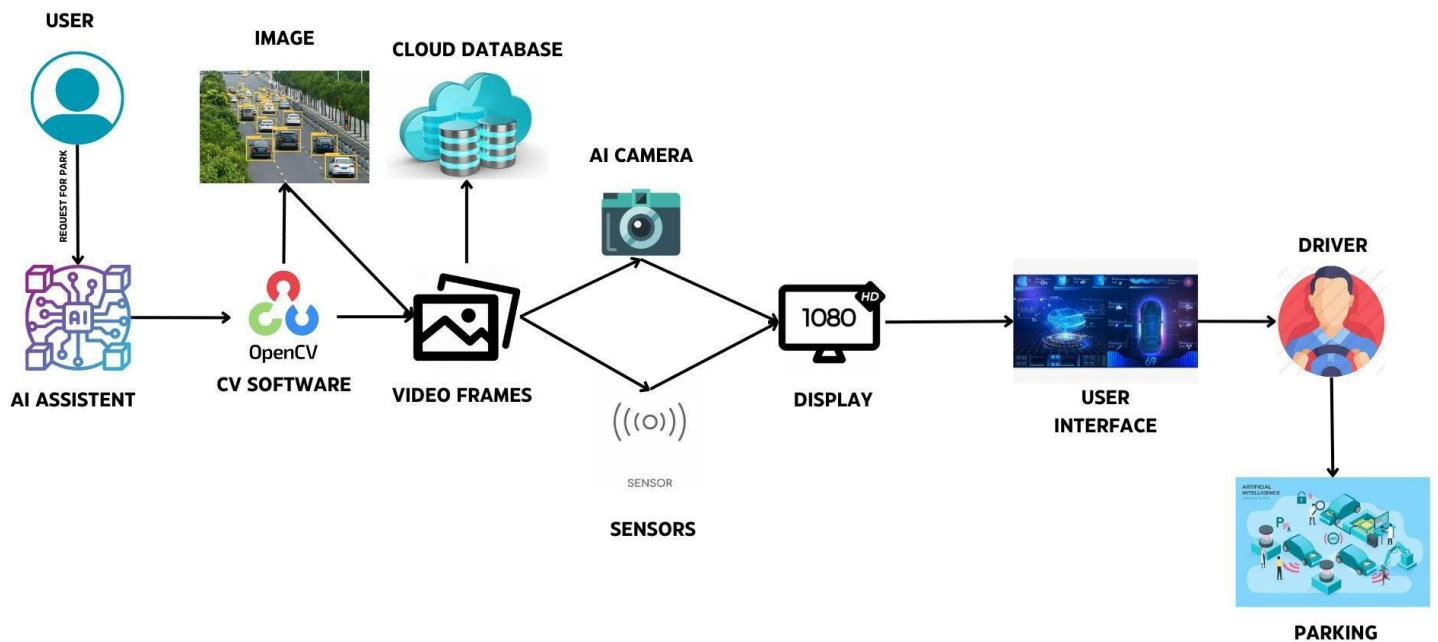 USER
REQUEST FOR PARK
AI ASSISTENT
IMAGE
OpenCV
CV SOFTWARE
CLOUD DATABASE
VIDEO FRAMES
AI CAMERA
SENSOR
SENSORS
HD
1080
DISPLAY
69
USER
INTERFACE
DRIVER
ARTIFICIAL
INTELLIGENCE
P
PARKING
AI